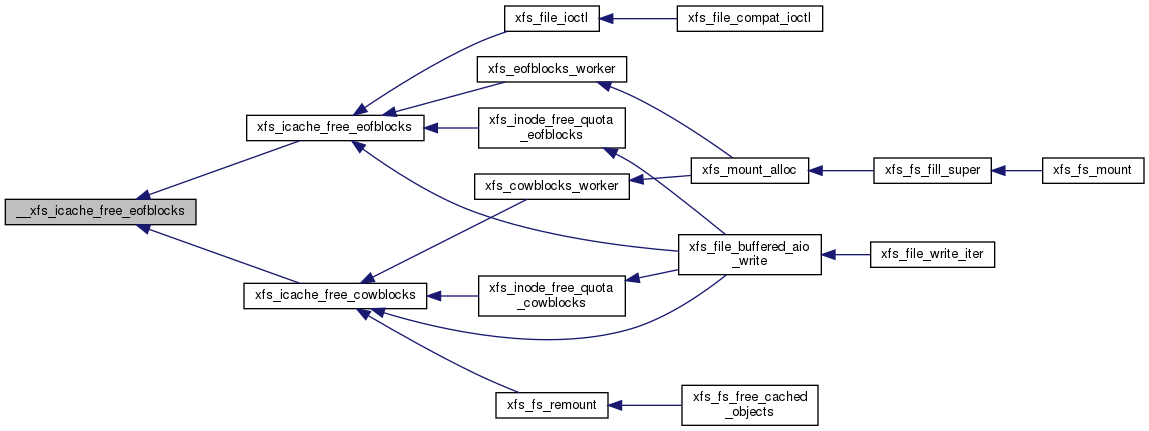 xfs_file_ioctl
xfs_file_compat_ioctl
xfs_eofblocks_worker
xfs_icache_free_eofblocks
xfs_inode_free_quota
_eofblocks
xfs_mount_alloc
xfs_fs_fill_super
xfs_fs_mount
xfs_cowblocks_worker
__xfs_icache_free_eofblocks
xfs_file_buffered_aio
_write
xfs_file_write_iter
xfs_icache_free_cowblocks
xfs_inode_free_quota
_cowblocks
xfs_fs_remount
xfs_fs_free_cached
_objects